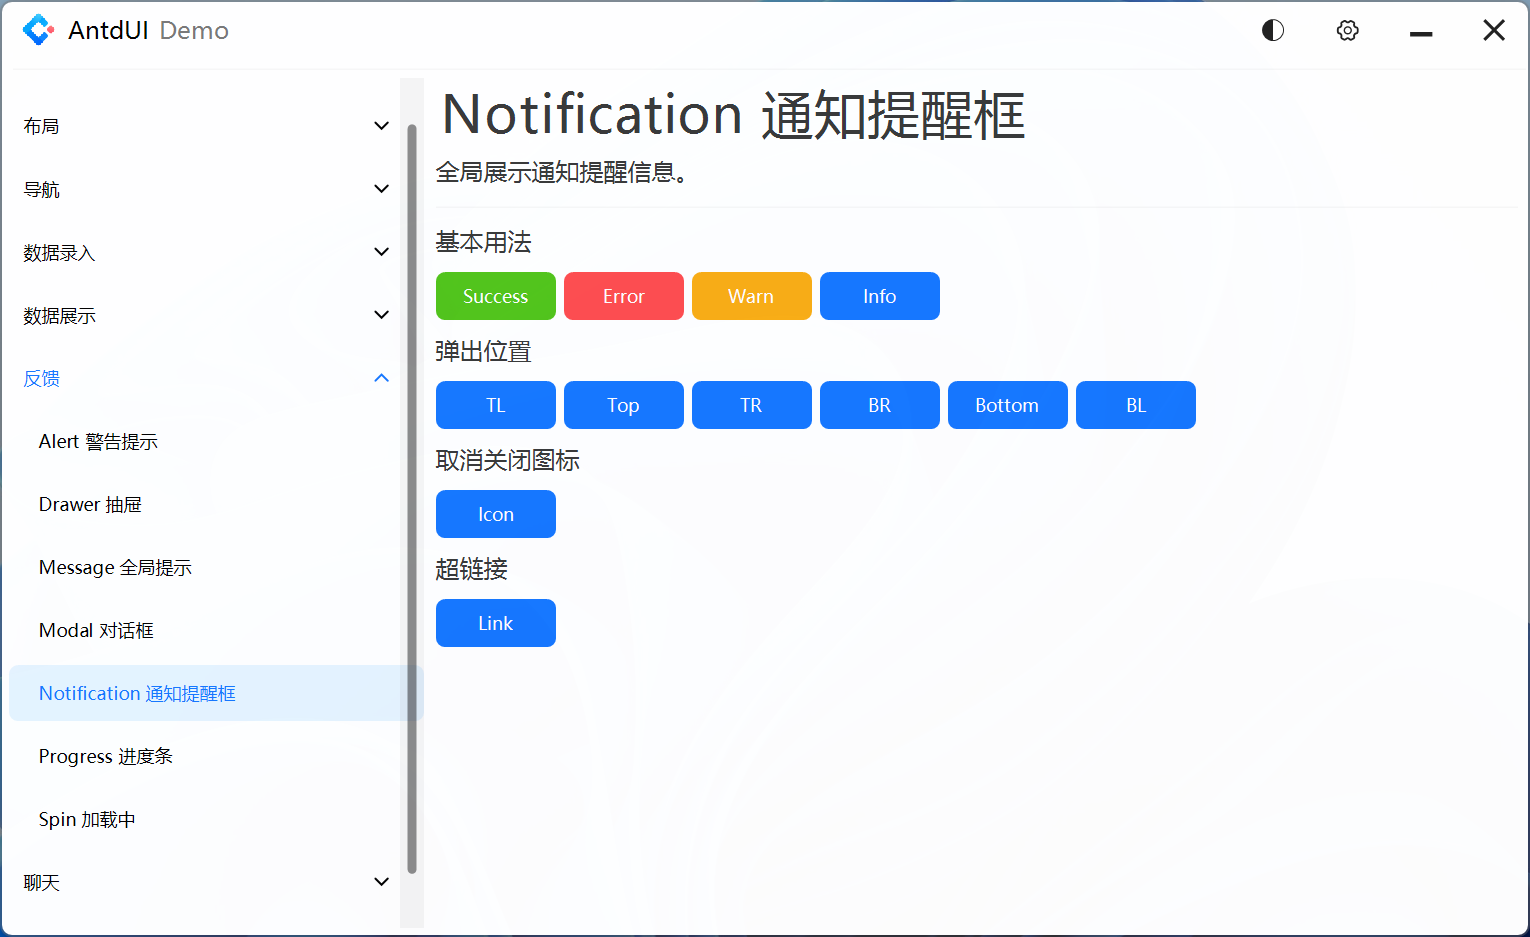 AntdUI Demo
布局
导航
数据录入
数据展示
反馈
Alert 警告提示
Drawer 抽屉
Message 全局提示
Modal 对话框
Notification 通知提醒框
Progress 进度条
Spin 加载中
聊天
Notification 通知提醒框
全局展示通知提醒信息。
基本用法
Success Error Warn Info
弹出位置
TL Top TR BR Bottom BL
取消关闭图标
Icon
超链接
Link